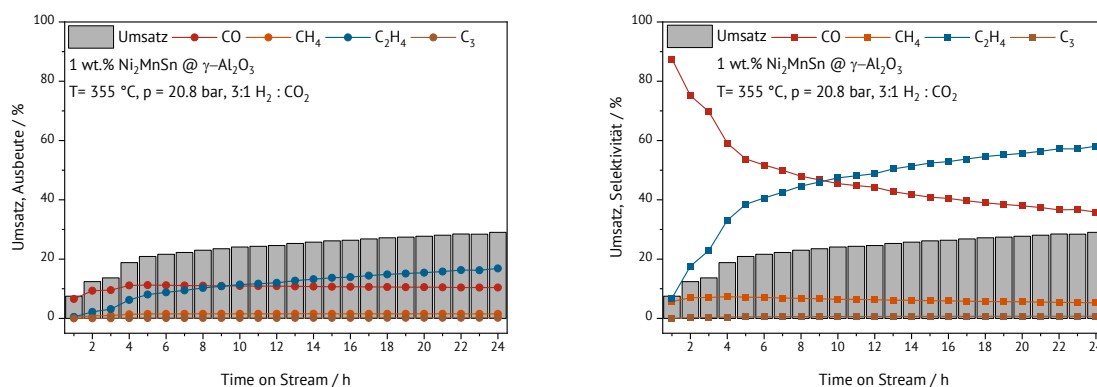 100
Umsatz CO CH₄ C₂H₄ C₃
1 wt.% Ni₂MnSn @ γ–Al₂O₃
T= 355 °C, p = 20.8 bar, 3:1 H₂ : CO₂
80
60
40
20
0
Umsatz, Ausbeute / %
2 4 6 8 10 12 14 16 18 20 22 24
Time on Stream / h
100
Umsatz CO CH₄ C₂H₄ C₃
1 wt.% Ni₂MnSn @ γ–Al₂O₃
T= 355 °C, p = 20.8 bar, 3:1 H₂ : CO₂
80
60
40
20
0
Umsatz, Selektivität / %
2 4 6 8 10 12 14 16 18 20 22 24
Time on Stream / h